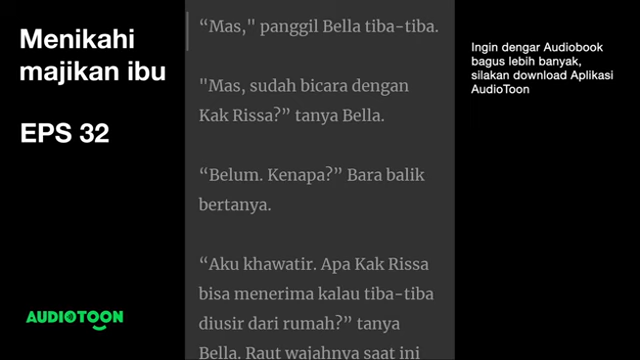 Menikahi
majikan ibu
EPS 32
AUDIOTOON
“Mas," panggil Bella tiba-tiba.
"Mas, sudah bicara dengan
Kak Rissa?” tanya Bella.
“Belum. Kenapa?” Bara balik
bertanya.
“Aku khawatir. Apa Kak Rissa
bisa menerima kalau tiba-tiba
diusir dari rumah?” tanya
Bella. Raut wajahnya saat ini
Ingin dengar Audiobook
bagus lebih banyak,
silakan download Aplikasi
AudioToon